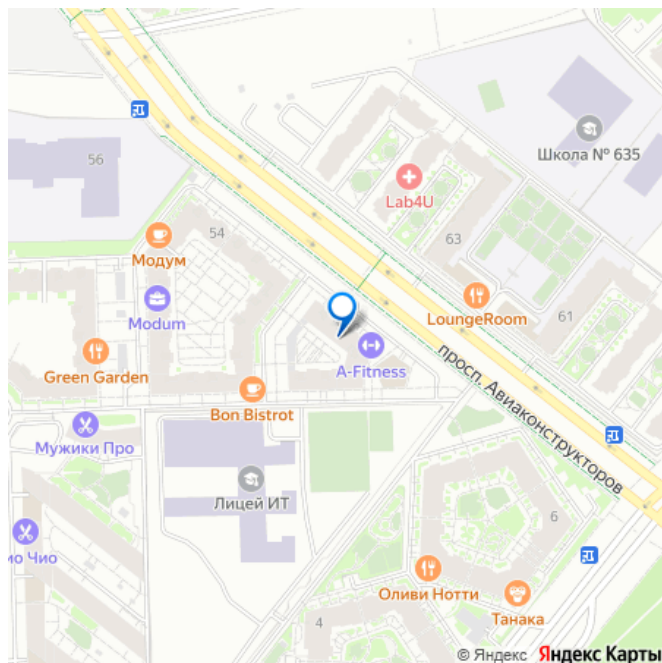 56
Школа № 635
Lab4U
54
63
Модум
Modum
LoungeRoom
61
Green Garden
A-Fitness
просп. Авиаконструкторов
Bon Bistrot
Мужики Про
Лицей ИТ
6
ио Чио
Оливи Нотти
Танака
4
© Яндекс Яндекс Карты